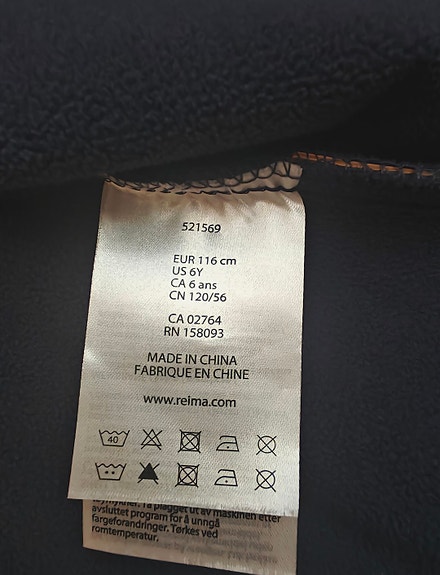 521569
EUR 116 cm
US 6Y
CA 6 ans
CN 120/56
CA 02764
RN 158093
MADE IN CHINA
FABRIQUE EN CHINE
www.reima.com
40
Ta plagget ut av maskinen etter
avsluttet program for å unngå
fargeforandringer. Tørkes ved
romtemperatur.